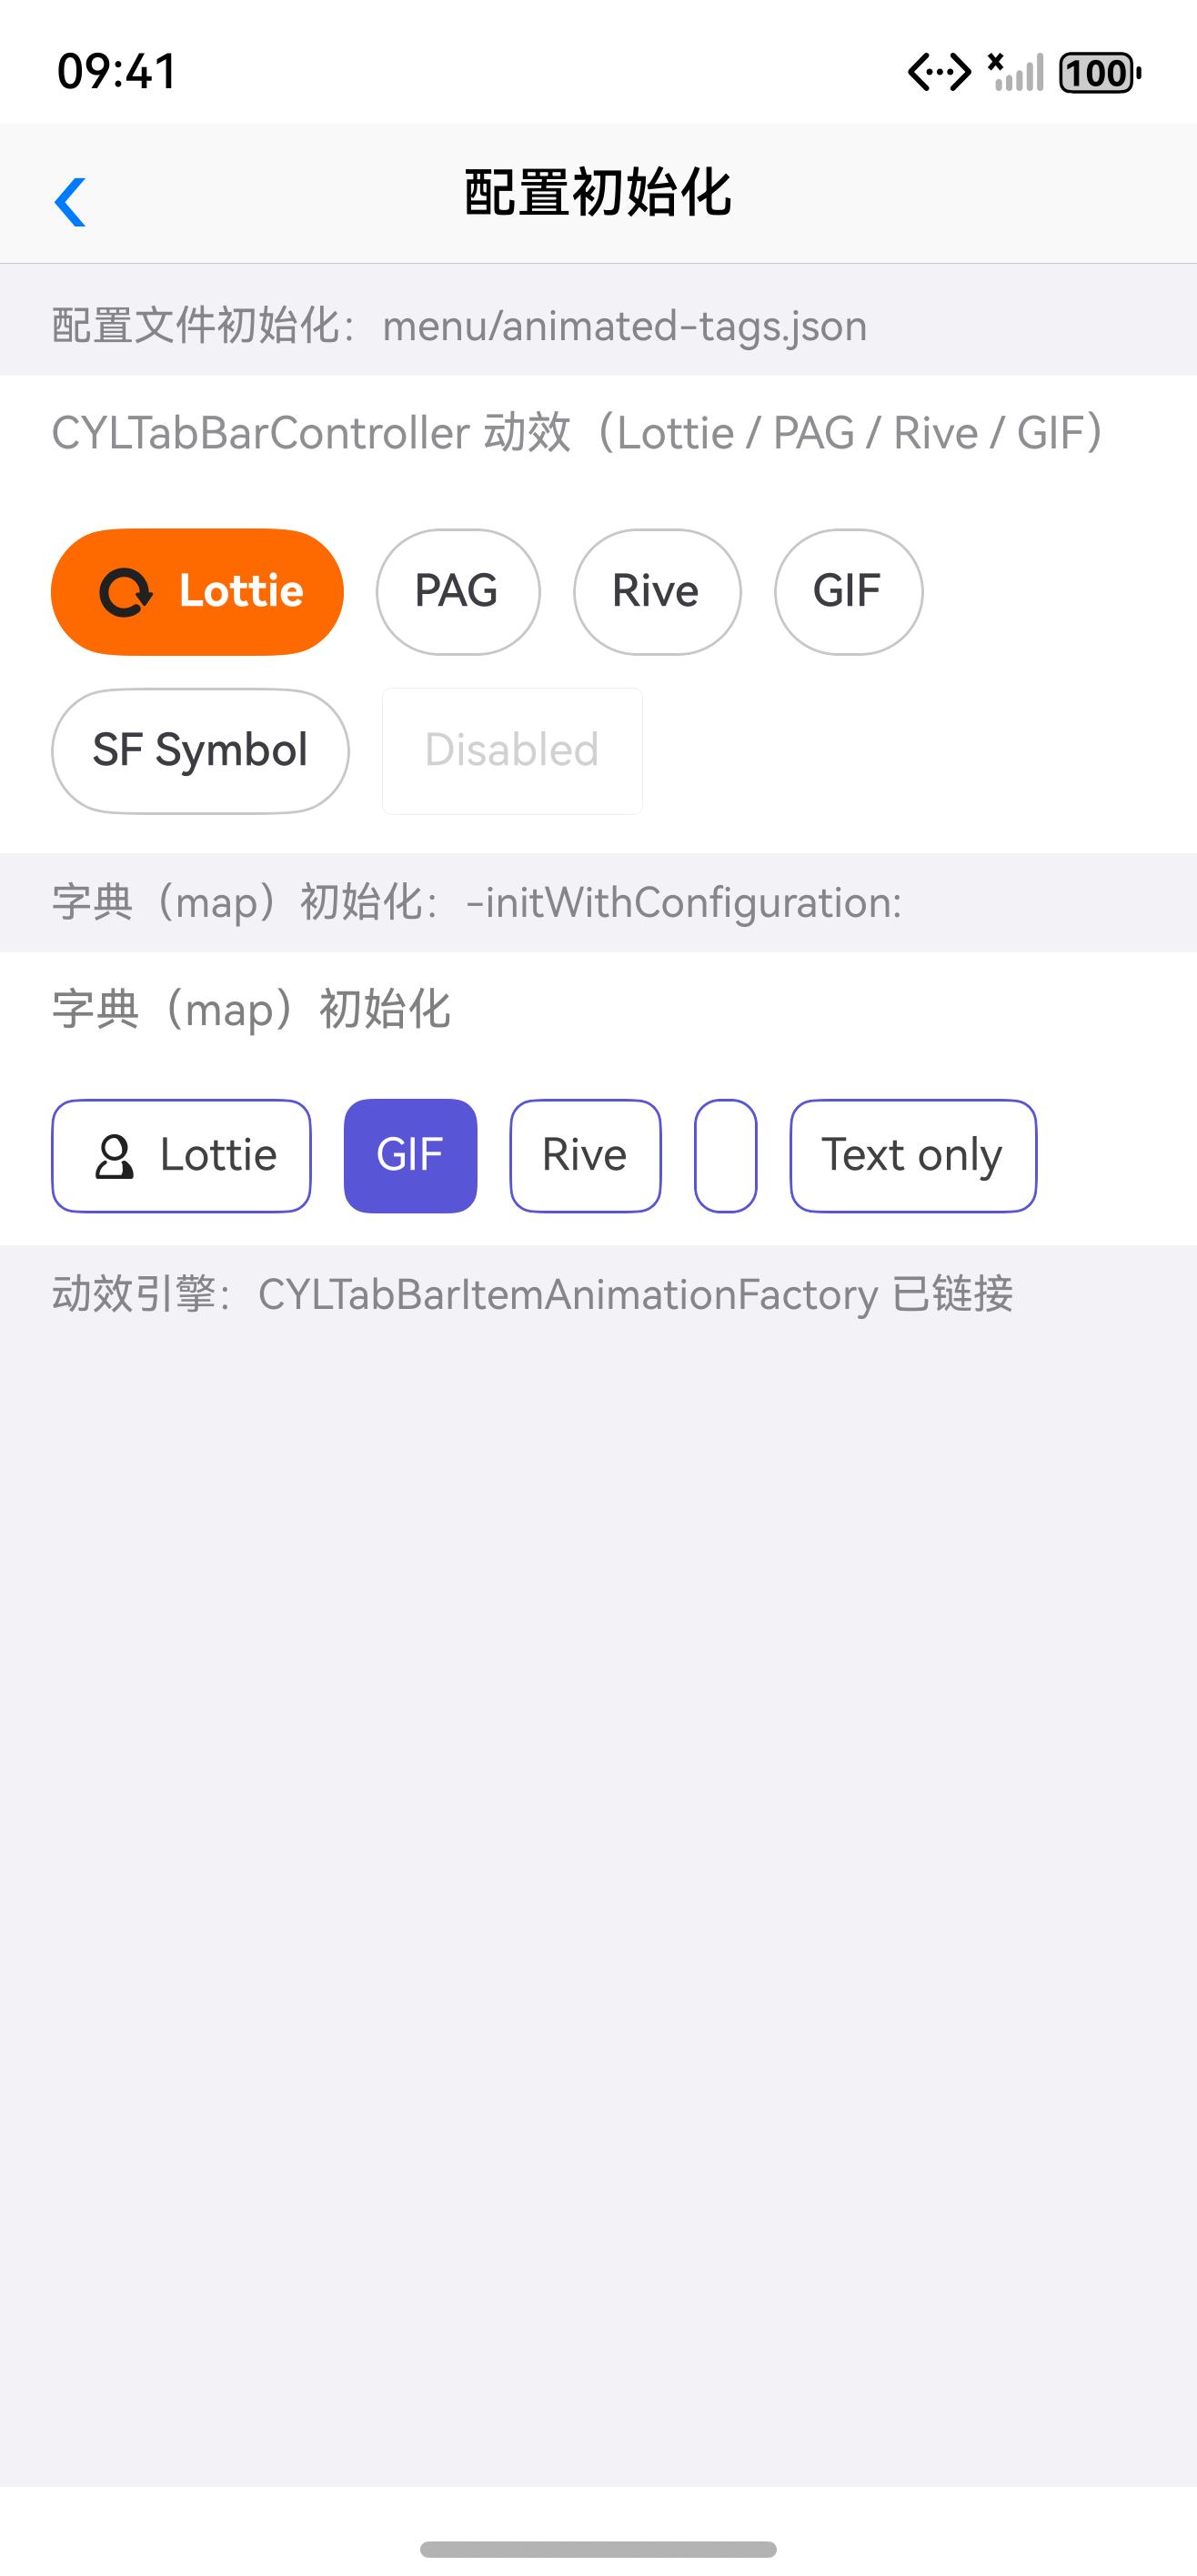 09:41
100
配置初始化
配置文件初始化：menu/animated-tags.json
CYLTabBarController 动效（Lottie / PAG / Rive / GIF）
Lottie PAG Rive GIF
SF Symbol Disabled
字典（map）初始化：-initWithConfiguration:
字典（map）初始化
Lottie GIF Rive Text only
动效引擎：CYLTabBarItemAnimationFactory 已链接